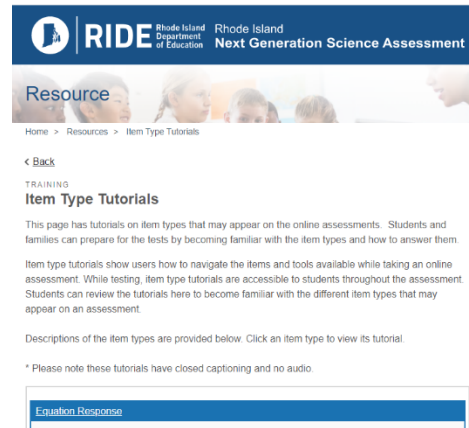 RIDE Rhode Island Department of Education
Rhode Island
Next Generation Science Assessment
Resource
Home > Resources > Item Type Tutorials
< Back
TRAINING
Item Type Tutorials
This page has tutorials on item types that may appear on the online assessments. Students and
families can prepare for the tests by becoming familiar with the item types and how to answer them.
Item type tutorials show users how to navigate the items and tools available while taking an online
assessment. While testing, item type tutorials are accessible to students throughout the assessment.
Students can review the tutorials here to become familiar with the different item types that may
appear on an assessment.
Descriptions of the item types are provided below. Click an item type to view its tutorial.
* Please note these tutorials have closed captioning and no audio.
Equation Response